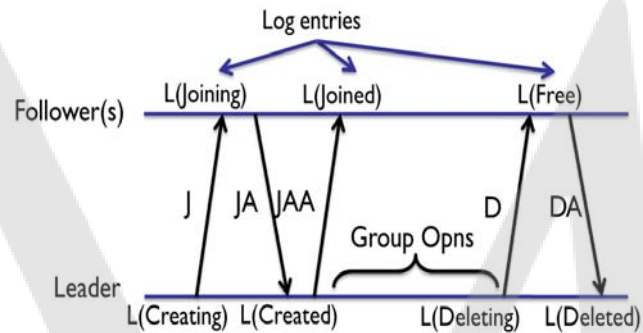 Log entries
L(Joining)
L(Joined)
L(Free)
Follower(s)
J
JA
JAA
D
DA
Group Opns
Leader
L(Creating)
L(Created)
L(Deleting)
L(Deleted)